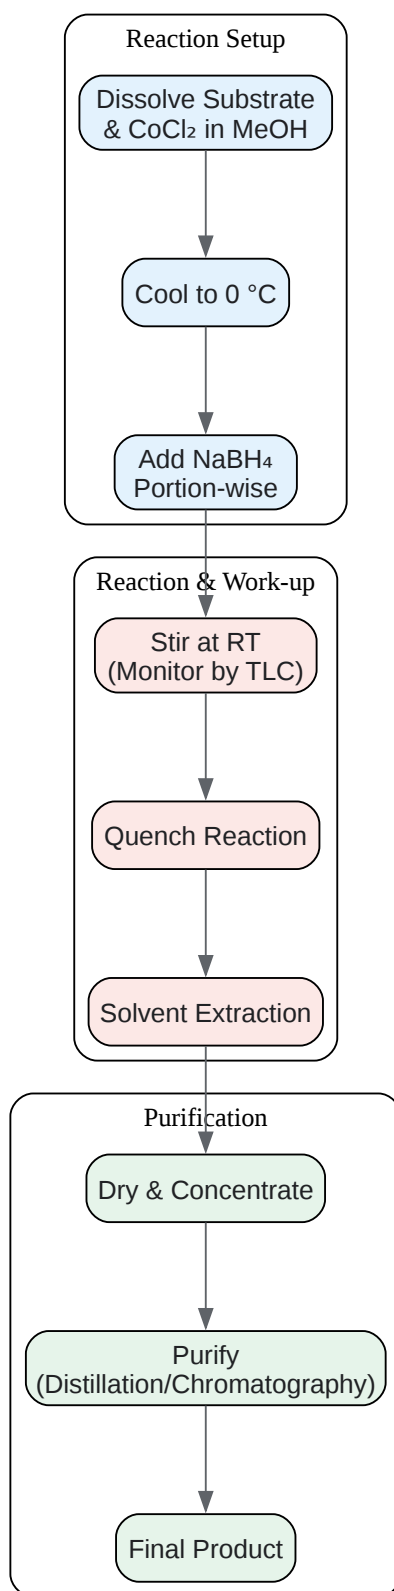 Reaction Setup
Dissolve Substrate
& CoCl₂ in MeOH
Cool to 0 °C
Add NaBH₄
Portion-wise
Reaction & Work-up
Stir at RT
(Monitor by TLC)
Quench Reaction
Solvent Extraction
Purification
Dry & Concentrate
Purify
(Distillation/Chromatography)
Final Product